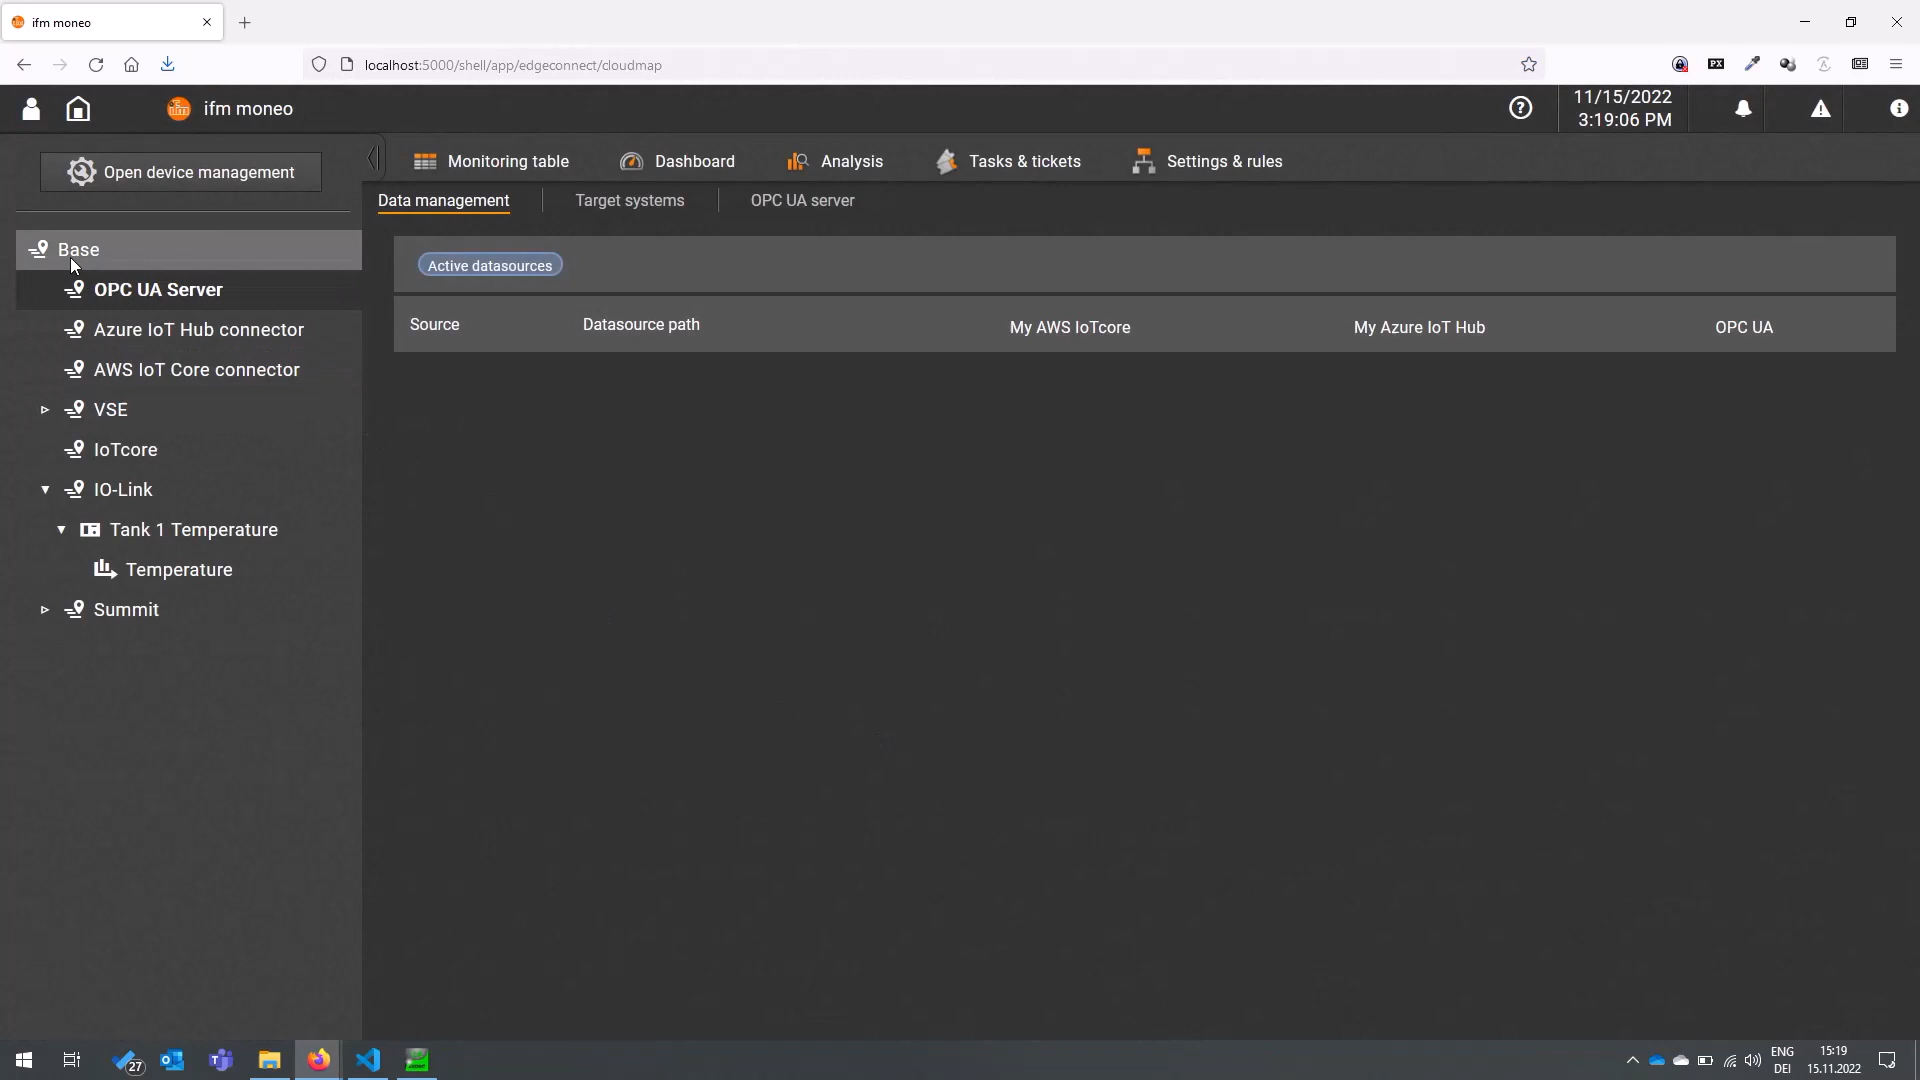 ifm moneo
localhost:5000/shell/app/edgeconnect/cloudmap
PX
ifm
ifm moneo
11/15/2022
3:19:06 PM
Open device management
Monitoring table
Dashboard
Analysis
Tasks & tickets
Settings & rules
Data management
Target systems
OPC UA server
Base
OPC UA Server
Azure IoT Hub connector
AWS IoT Core connector
VSE
IoTcore
IO-Link
Tank 1 Temperature
Temperature
Summit
Active datasources
Source
Datasource path
My AWS IoTcore
My Azure IoT Hub
OPC UA
27
ENG
DEI
15:19
15.11.2022